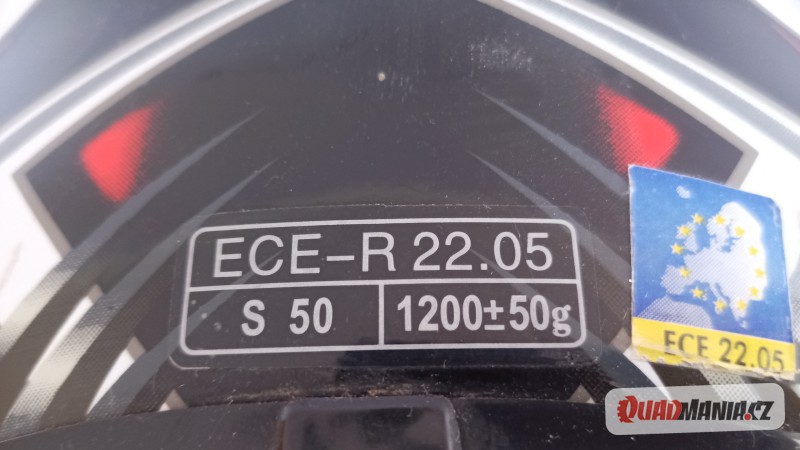 ECE-R 22.05
S 50
1200±50g
ECE 22.05
QUADMANIA.CZ